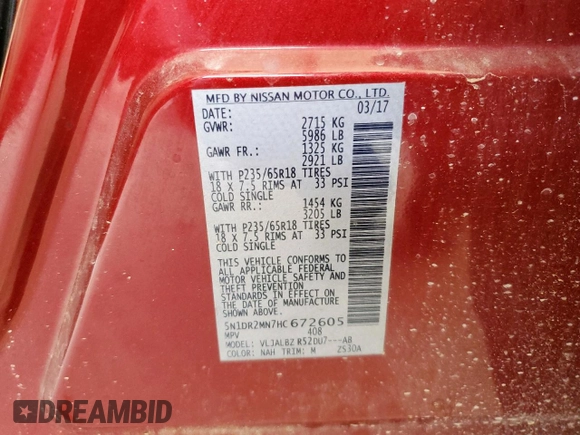 MFD BY NISSAN MOTOR CO., LTD.
DATE: 03/17
GVWR: 2715 KG
5986 LB
GAWR FR.: 1325 KG
2921 LB
WITH P235/65R18 TIRES
18 X 7.5 RIMS AT 33 PSI
COLD SINGLE
GAWR RR.: 1454 KG
3205 LB
WITH P235/65R18 TIRES
18 X 7.5 RIMS AT 33 PSI
COLD SINGLE
THIS VEHICLE CONFORMS TO
ALL APPLICABLE FEDERAL
MOTOR VEHICLE SAFETY AND
THEFT PREVENTION
STANDARDS IN EFFECT ON
THE DATE OF MANUFACTURE
SHOWN ABOVE
5N1DR2MN7HC672605
MPV 408
MODEL: VLJALBZ R52DU7---AB
COLOR: NAH TRIM: M 2S30A
DREAMBID